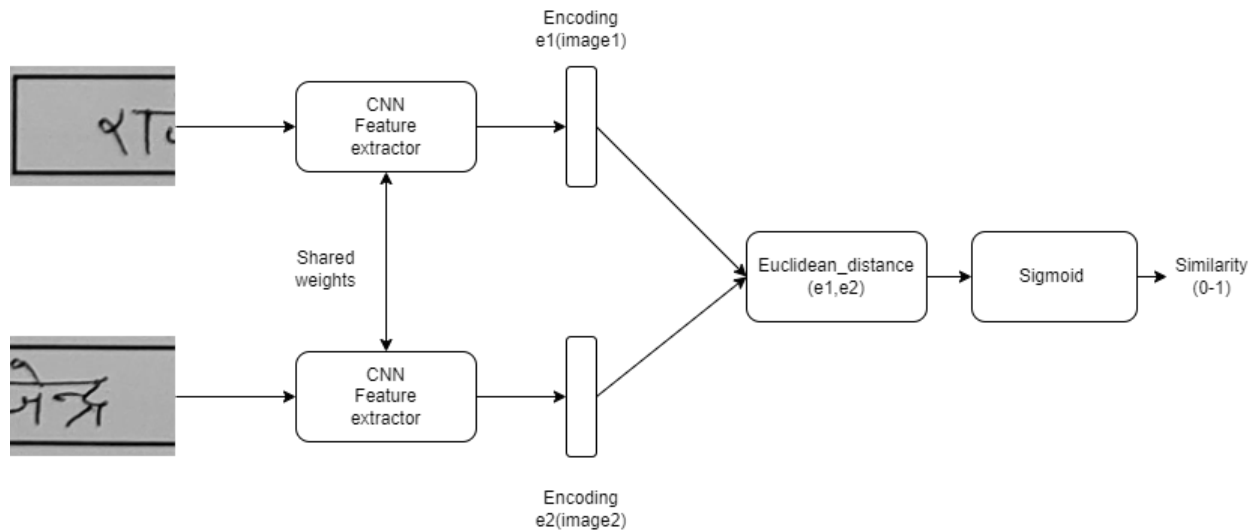 Encoding
e1(image1)
CNN
Feature
extractor
Shared
weights
Euclidean_distance
(e1,e2)
Sigmoid
Similarity
(0-1)
CNN
Feature
extractor
Encoding
e2(image2)